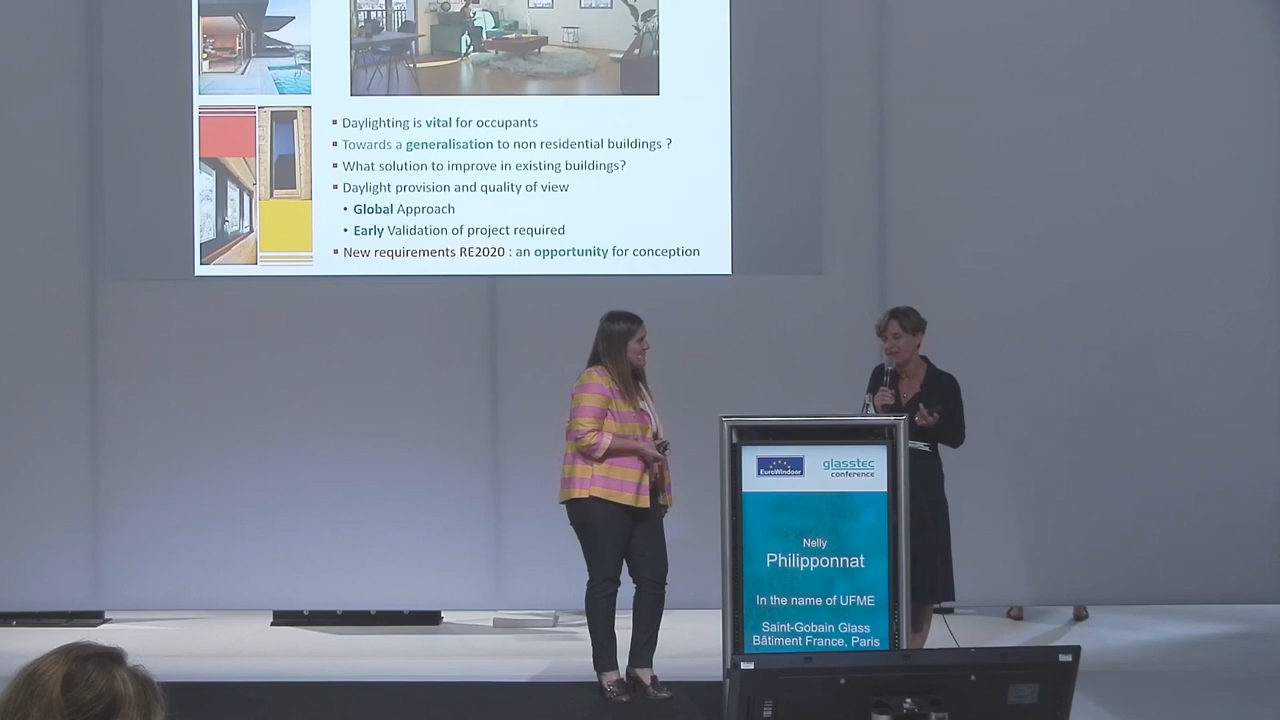 Daylighting is vital for occupants
Towards a generalisation to non residential buildings ?
What solution to improve in existing buildings?
Daylight provision and quality of view
Global Approach
Early Validation of project required
New requirements RE2020 : an opportunity for conception
EuroWindoor
glasstec
conference
Nelly
Philipponnat
In the name of UFME
Saint-Gobain Glass
Bâtiment France, Paris